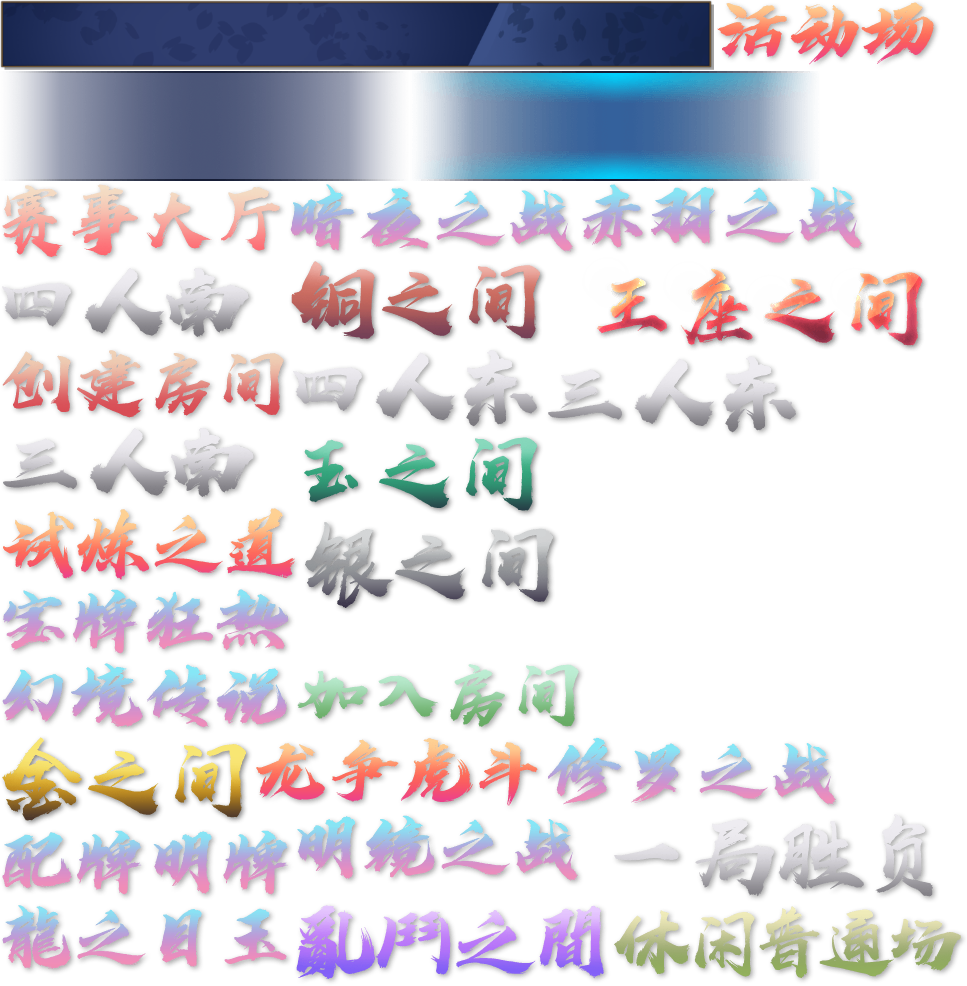 活动场
赛事大厅 暗夜之战 赤羽之战
四人南 铜之间 王座之间
创建房间 四人东 三人东
三人南 玉之间
试炼之道 银之间
宝牌狂热
幻境传说 加入房间
金之间 龙争虎斗 修罗之战
配牌明牌 明镜之战 一局胜负
龍之目玉 亂鬥之間 休闲普通场